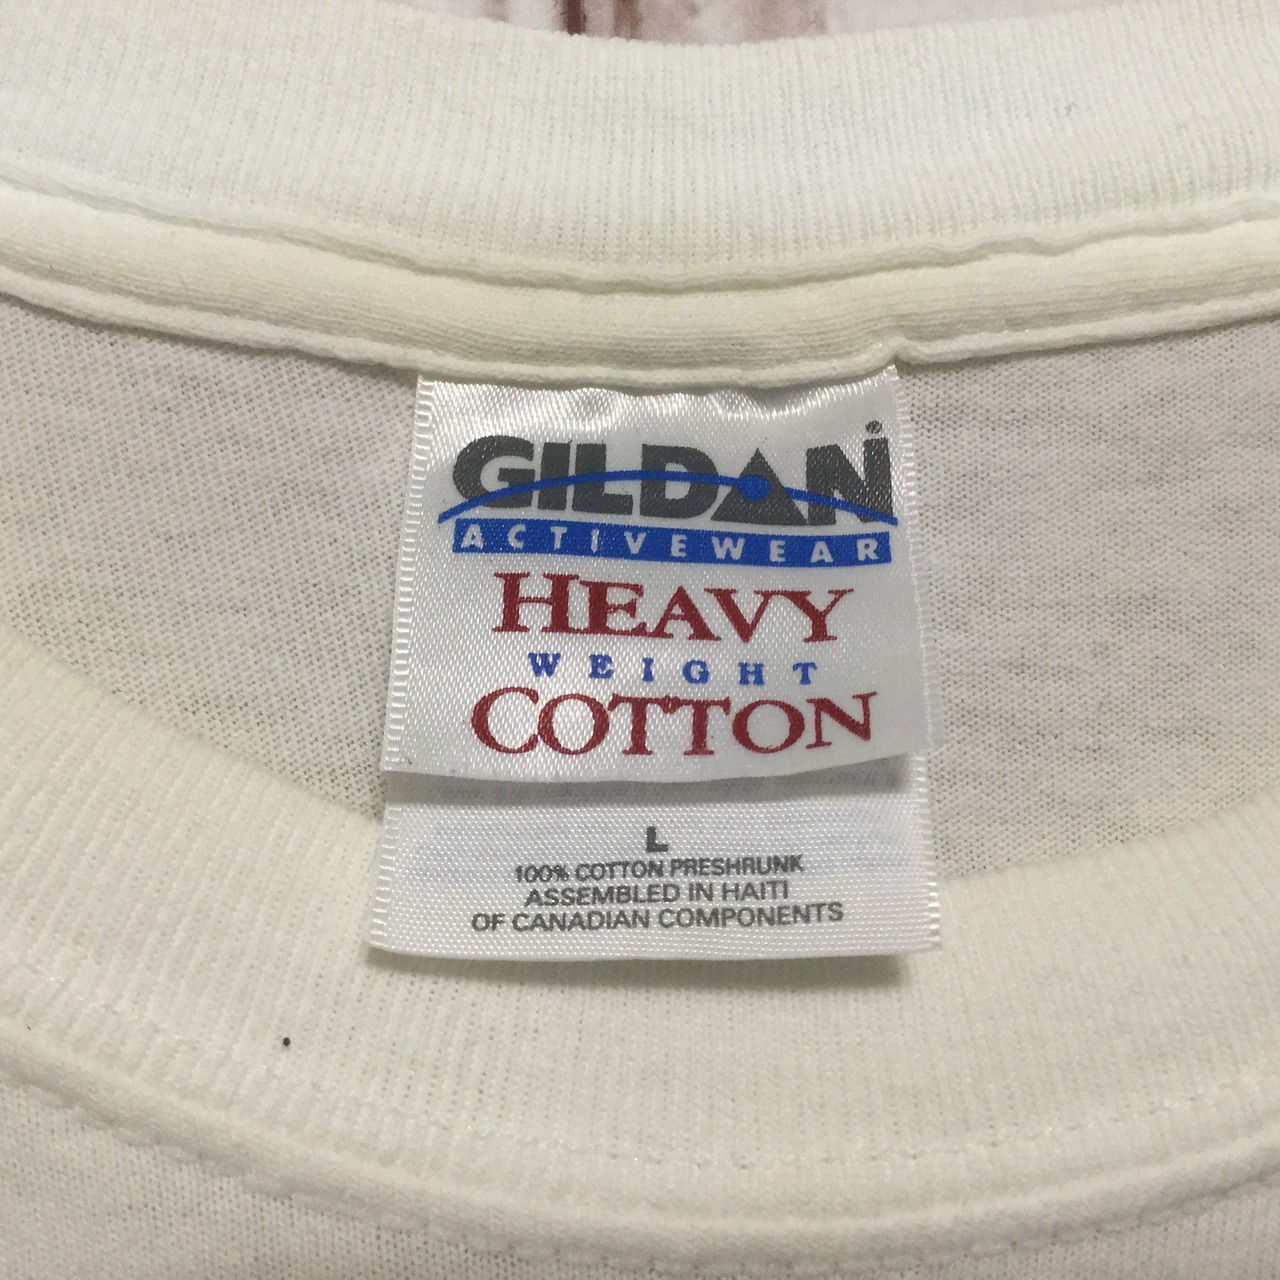 GILDAN
ACTIVEWEAR
HEAVY
WEIGHT
COTTON
L
100% COTTON PRESHRUNK
ASSEMBLED IN HAITI
OF CANADIAN COMPONENTS